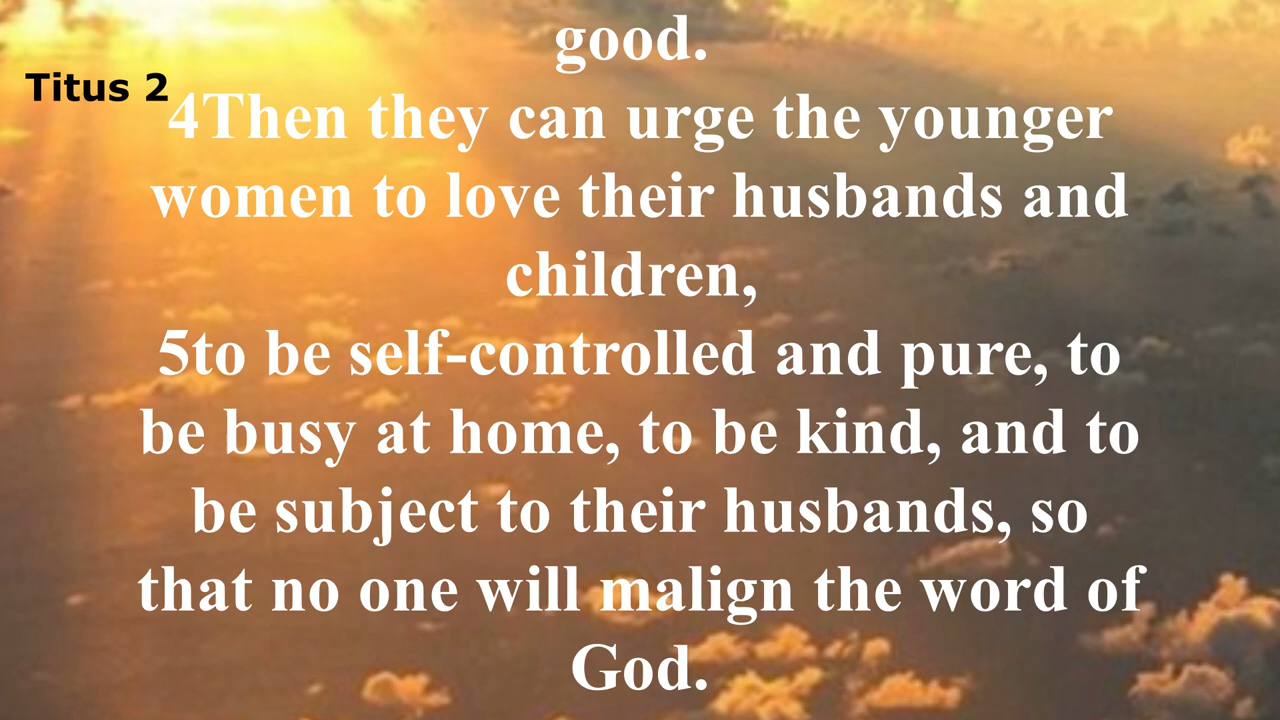 good.
Titus 2
4Then they can urge the younger
women to love their husbands and
children,
5to be self-controlled and pure, to
be busy at home, to be kind, and to
be subject to their husbands, so
that no one will malign the word of
God.